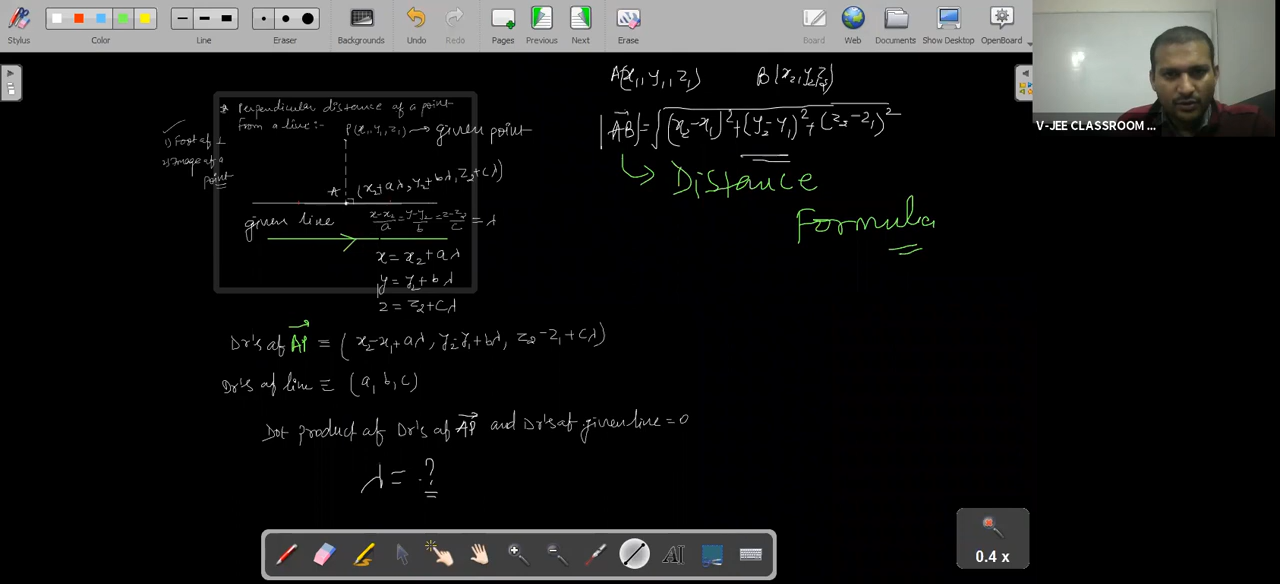 Stylus
Color
Line
Eraser
Backgrounds
Undo
Redo
Pages
Previous
Next
Erase
Board
Web
Documents
Show Desktop
OpenBoard
V-JEE CLASSROOM ...
* Perpendicular distance of a point
from a line:-
P(x₁, y₁, z₁) → given point
1) Foot of ⊥
2) Image of a
point
A (x₂+aλ, y₂+bλ, z₂+cλ)
given line (x-x₂)/a = (y-y₂)/b = (z-z₂)/c = λ
x = x₂+aλ
y = y₂+bλ
z = z₂+cλ
Dr's of AP ≡ (x₂-x₁+aλ, y₂-y₁+bλ, z₂-z₁+cλ)
Dr's of line ≡ (a, b, c)
Dot product of Dr's of AP and Dr's of given line = 0
λ = ?
A(x₁, y₁, z₁) B(x₂, y₂, z₂)
|AB| = √((x₂-x₁)²+(y₂-y₁)²+(z₂-z₁)²)
↳ Distance
Formula
0.4 x